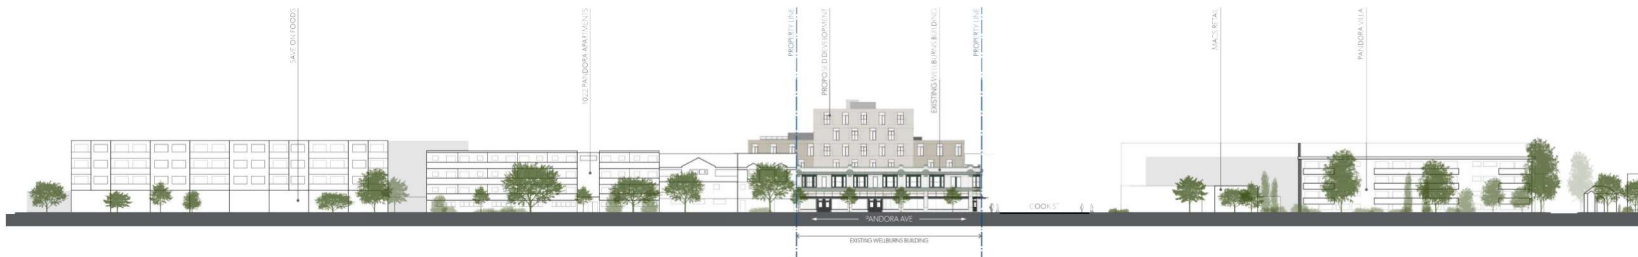 SAVE ON FOODS
1022 PANDORA APARTMENTS
PROPERTY LINE
PROPOSED DEVELOPMENT
EXISTING WELLBURNS BUILDING
PROPERTY LINE
MACS RETAIL
PANDORA VILLA
COOK ST
PANDORA AVE
EXISTING WELLBURNS BUILDING